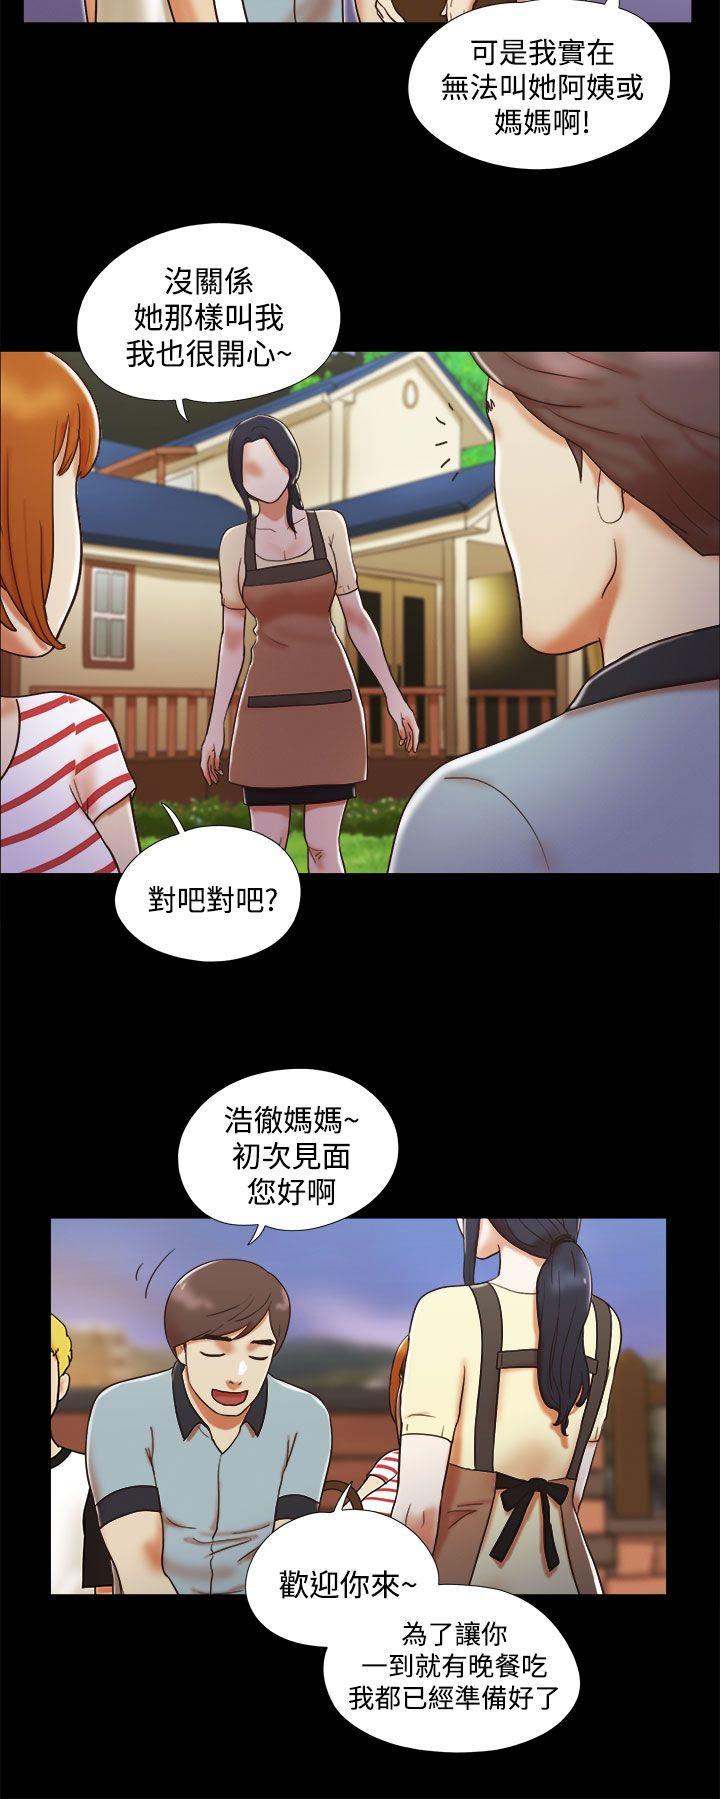 可是我實在
無法叫她阿姨或
媽媽啊!
沒關係
她那樣叫我
我也很開心~
對吧對吧?
浩徹媽媽~
初次見面
您好啊
歡迎你來~
為了讓你
一到就有晚餐吃
我都已經準備好了